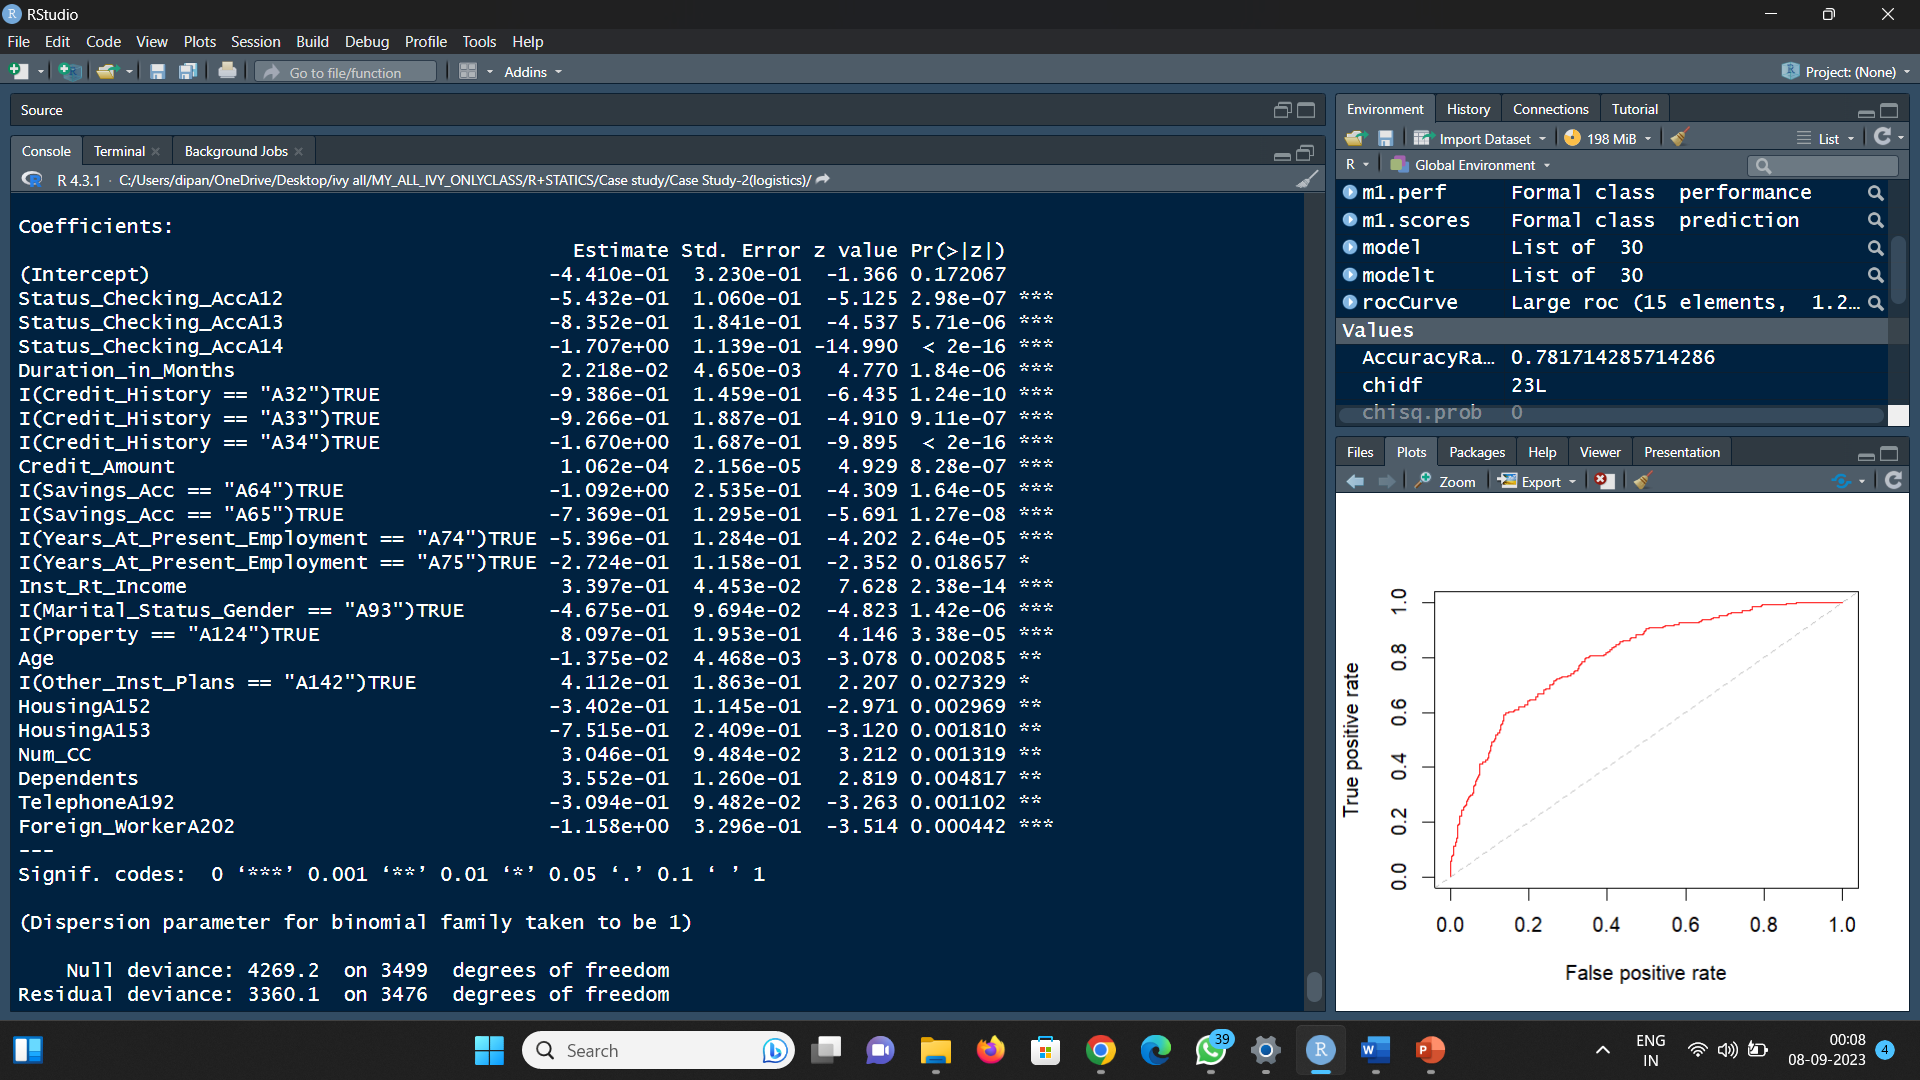 RStudio
File Edit Code View Plots Session Build Debug Profile Tools Help
Go to file/function Addins Project: (None)
Source
Console Terminal Background Jobs
R 4.3.1 · C:/Users/dipan/OneDrive/Desktop/ivy all/MY_ALL_IVY_ONLYCLASS/R+STATICS/Case study/Case Study-2(logistics)/
Coefficients:
Estimate Std. Error z value Pr(>|z|)
(Intercept) -4.410e-01 3.230e-01 -1.366 0.172067
Status_Checking_AccA12 -5.432e-01 1.060e-01 -5.125 2.98e-07 ***
Status_Checking_AccA13 -8.352e-01 1.841e-01 -4.537 5.71e-06 ***
Status_Checking_AccA14 -1.707e+00 1.139e-01 -14.990 < 2e-16 ***
Duration_in_Months 2.218e-02 4.650e-03 4.770 1.84e-06 ***
I(Credit_History == "A32")TRUE -9.386e-01 1.459e-01 -6.435 1.24e-10 ***
I(Credit_History == "A33")TRUE -9.266e-01 1.887e-01 -4.910 9.11e-07 ***
I(Credit_History == "A34")TRUE -1.670e+00 1.687e-01 -9.895 < 2e-16 ***
Credit_Amount 1.062e-04 2.156e-05 4.929 8.28e-07 ***
I(Savings_Acc == "A64")TRUE -1.092e+00 2.535e-01 -4.309 1.64e-05 ***
I(Savings_Acc == "A65")TRUE -7.369e-01 1.295e-01 -5.691 1.27e-08 ***
I(Years_At_Present_Employment == "A74")TRUE -5.396e-01 1.284e-01 -4.202 2.64e-05 ***
I(Years_At_Present_Employment == "A75")TRUE -2.724e-01 1.158e-01 -2.352 0.018657 *
Inst_Rt_Income 3.397e-01 4.453e-02 7.628 2.38e-14 ***
I(Marital_Status_Gender == "A93")TRUE -4.675e-01 9.694e-02 -4.823 1.42e-06 ***
I(Property == "A124")TRUE 8.097e-01 1.953e-01 4.146 3.38e-05 ***
Age -1.375e-02 4.468e-03 -3.078 0.002085 **
I(Other_Inst_Plans == "A142")TRUE 4.112e-01 1.863e-01 2.207 0.027329 *
HousingA152 -3.402e-01 1.145e-01 -2.971 0.002969 **
HousingA153 -7.515e-01 2.409e-01 -3.120 0.001810 **
Num_CC 3.046e-01 9.484e-02 3.212 0.001319 **
Dependents 3.552e-01 1.260e-01 2.819 0.004817 **
TelephoneA192 -3.094e-01 9.482e-02 -3.263 0.001102 **
Foreign_WorkerA202 -1.158e+00 3.296e-01 -3.514 0.000442 ***
---
Signif. codes: 0 ‘***’ 0.001 ‘**’ 0.01 ‘*’ 0.05 ‘.’ 0.1 ‘ ’ 1
(Dispersion parameter for binomial family taken to be 1)
Null deviance: 4269.2 on 3499 degrees of freedom
Residual deviance: 3360.1 on 3476 degrees of freedom
Environment History Connections Tutorial
Import Dataset 198 MiB List
R Global Environment
m1.perf Formal class performance
m1.scores Formal class prediction
model List of 30
modelt List of 30
rocCurve Large roc (15 elements, 1.2…
Values
AccuracyRa… 0.781714285714286
chidf 23L
chisq.prob 0
Files Plots Packages Help Viewer Presentation
Zoom Export
1.0
0.8
0.6
0.4
0.2
0.0
True positive rate
0.0 0.2 0.4 0.6 0.8 1.0
False positive rate
Search
39
ENG
IN
00:08
08-09-2023
4